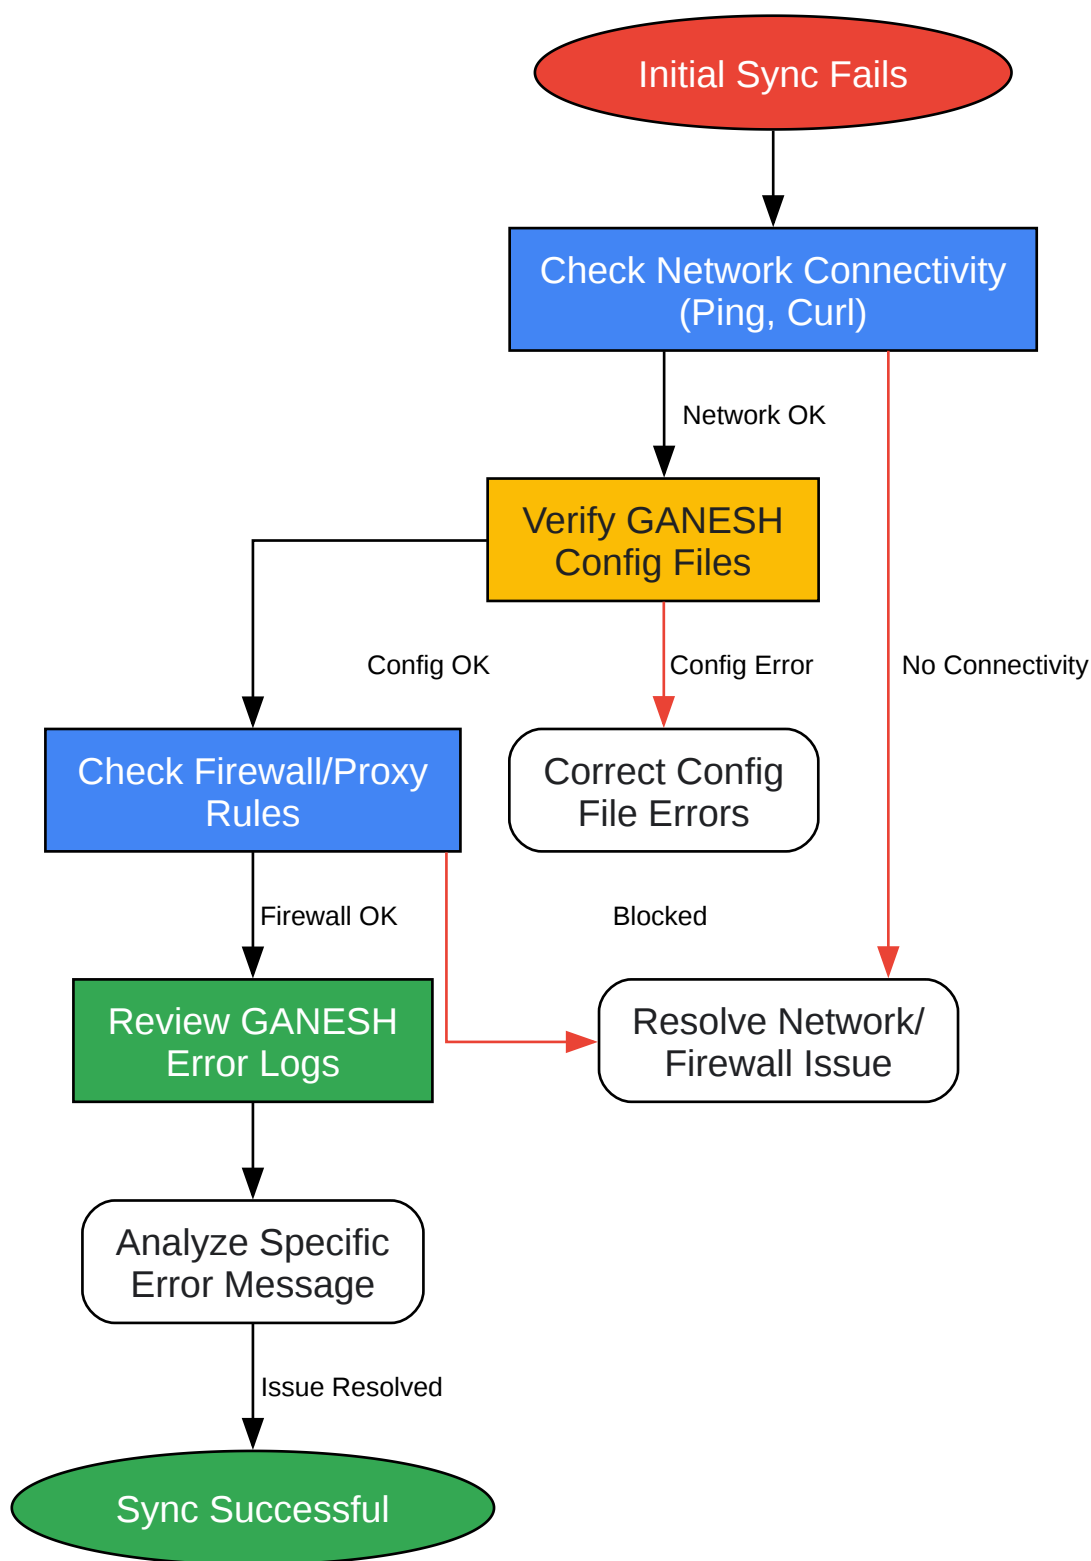 Initial Sync Fails
Check Network Connectivity
(Ping, Curl)
Network OK
Verify GANESH
Config Files
Config OK
Config Error
No Connectivity
Check Firewall/Proxy
Rules
Correct Config
File Errors
Firewall OK
Blocked
Review GANESH
Error Logs
Resolve Network/
Firewall Issue
Analyze Specific
Error Message
Issue Resolved
Sync Successful